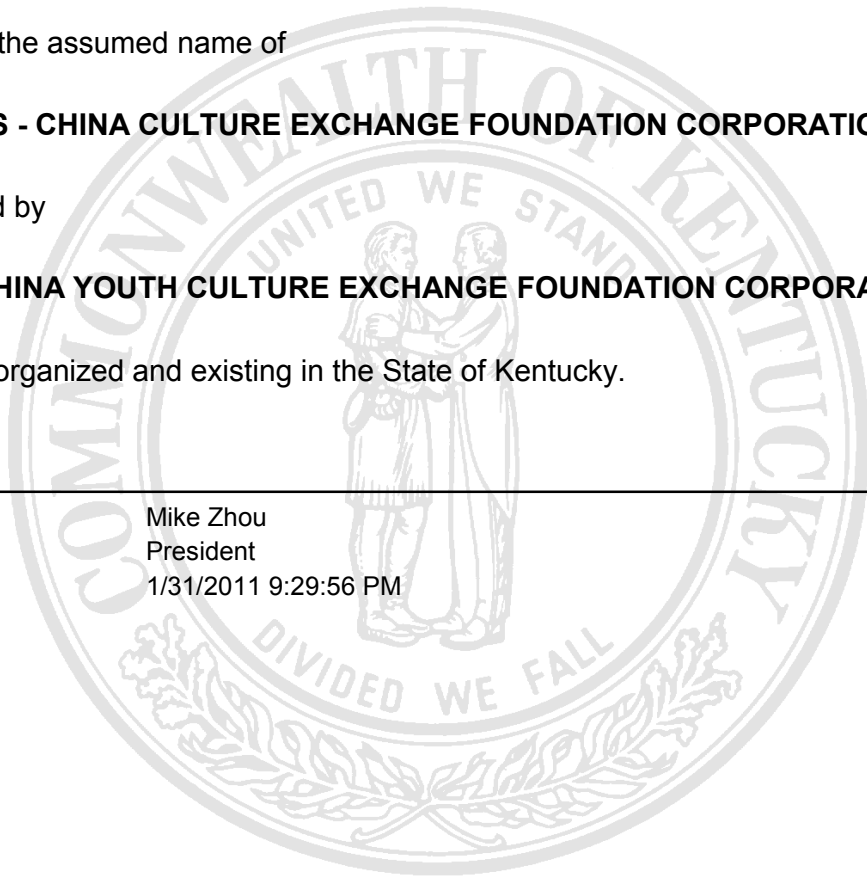 the assumed name of
S - CHINA CULTURE EXCHANGE FOUNDATION CORPORATIO
d by
HINA YOUTH CULTURE EXCHANGE FOUNDATION CORPORA
organized and existing in the State of Kentucky.
Mike Zhou
President
1/31/2011 9:29:56 PM
COMMONWEALTH OF KENTUCKY
UNITED WE STAND
DIVIDED WE FALL